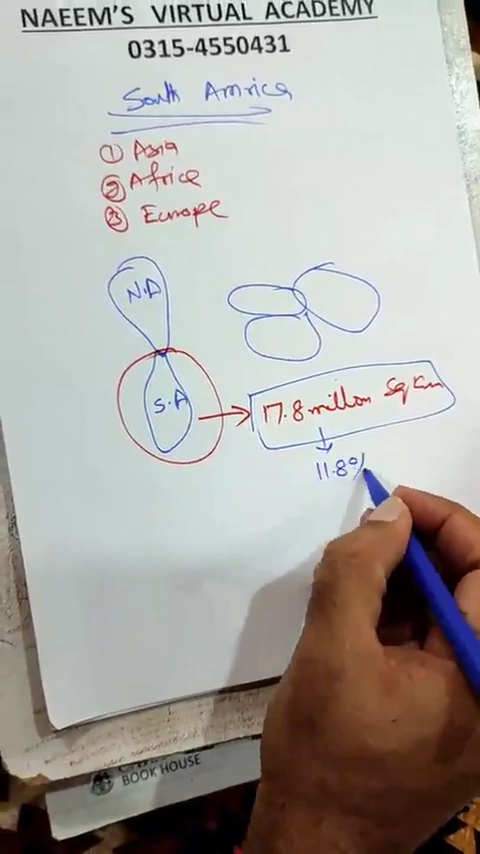 NAEEM'S VIRTUAL ACADEMY
0315-4550431
South Amrica
① Asia
② Africa
③ Europe
N.A
S.A
17.8 million Sq Km
11.8%
BOOK HOUSE